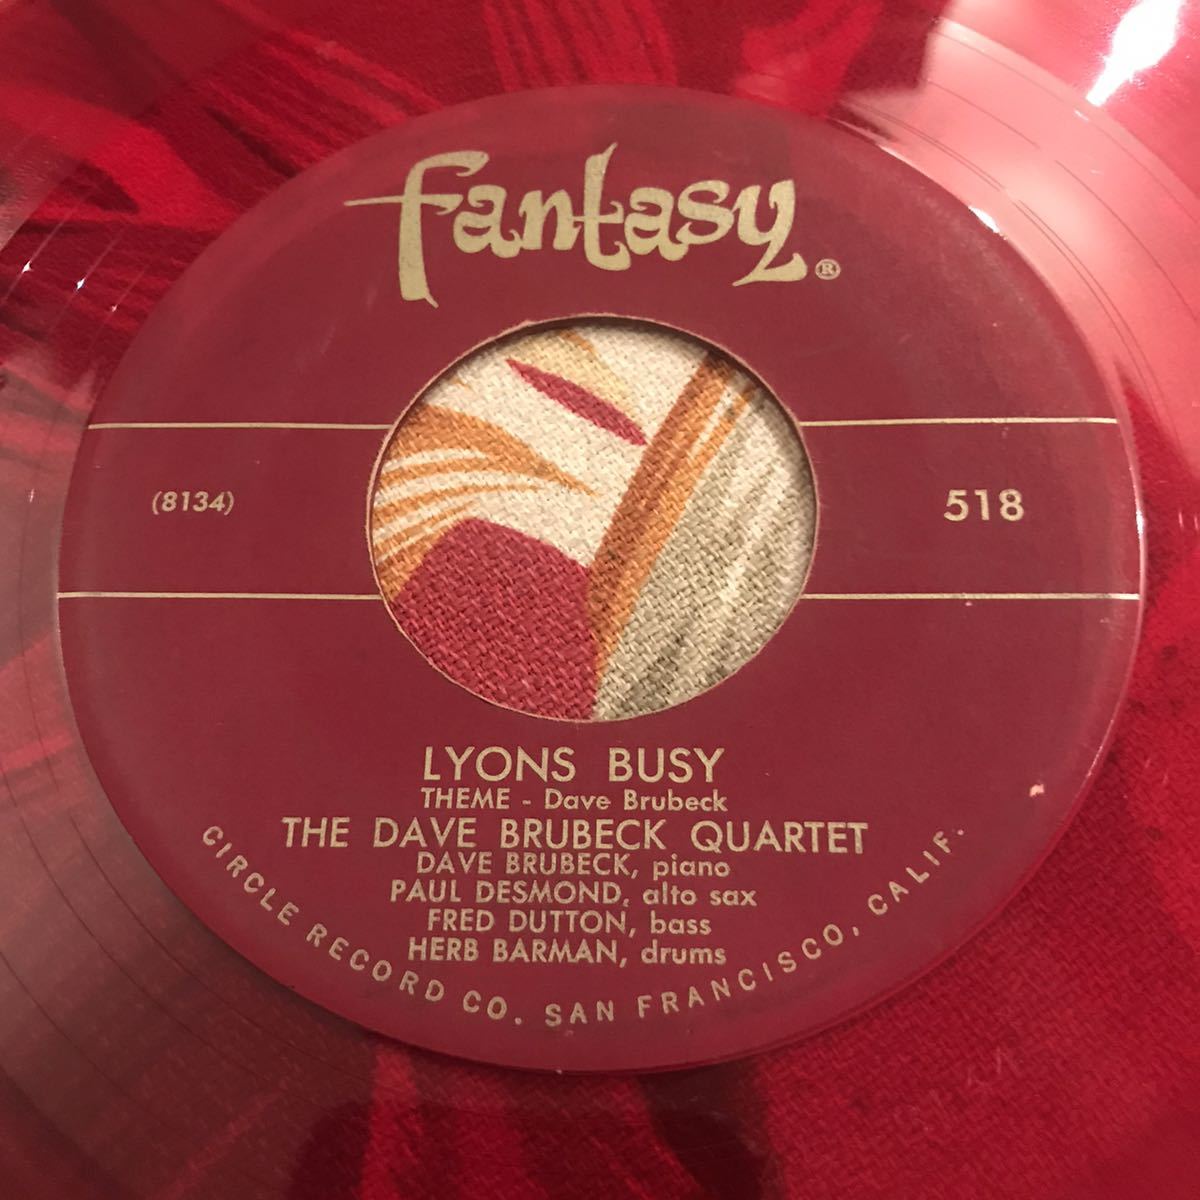 fantasy®
(8134)
518
LYONS BUSY
THEME - Dave Brubeck
THE DAVE BRUBECK QUARTET
DAVE BRUBECK, piano
PAUL DESMOND, alto sax
FRED DUTTON, bass
HERB BARMAN, drums
CIRCLE RECORD CO. SAN FRANCISCO, CALIF.